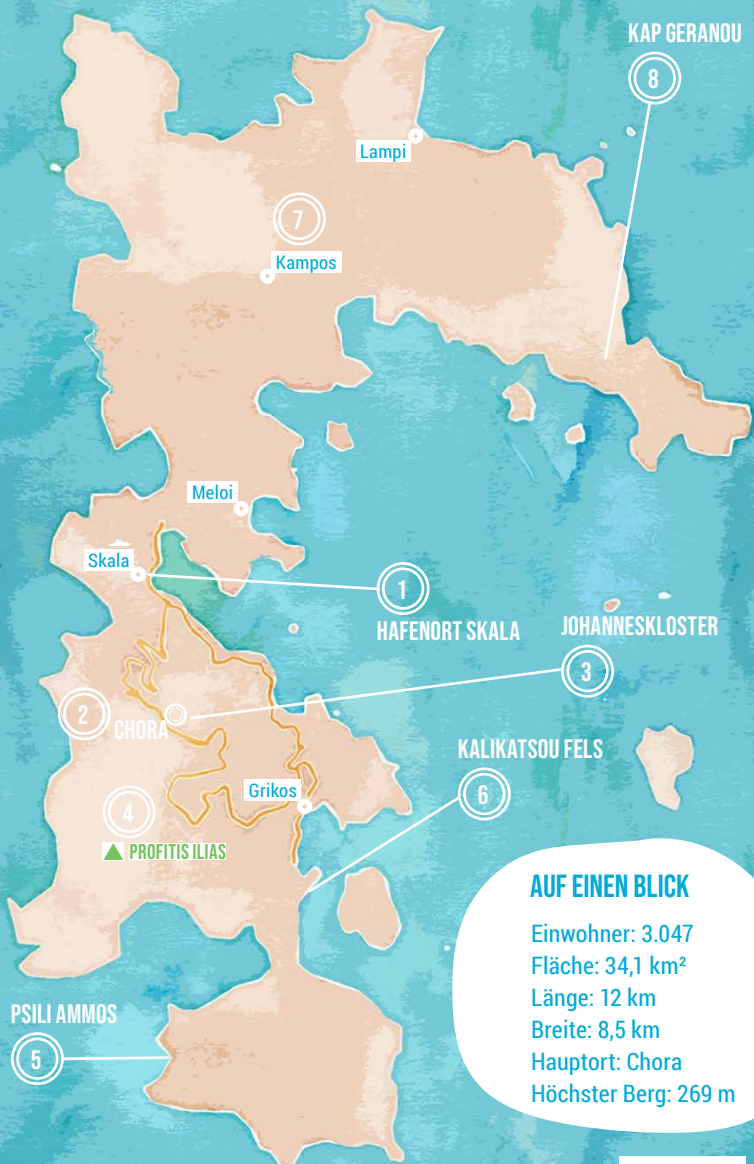 KAP GERANOU
8
Lampi
7
Kampos
Meloi
Skala
1
HAFENORT SKALA
JOHANNESKLOSTER
3
2
CHORA
KALIKATSOU FELS
6
Grikos
4
PROFITIS ILIAS
PSILI AMMOS
5
AUF EINEN BLICK
Einwohner: 3.047
Fläche: 34,1 km²
Länge: 12 km
Breite: 8,5 km
Hauptort: Chora
Höchster Berg: 269 m